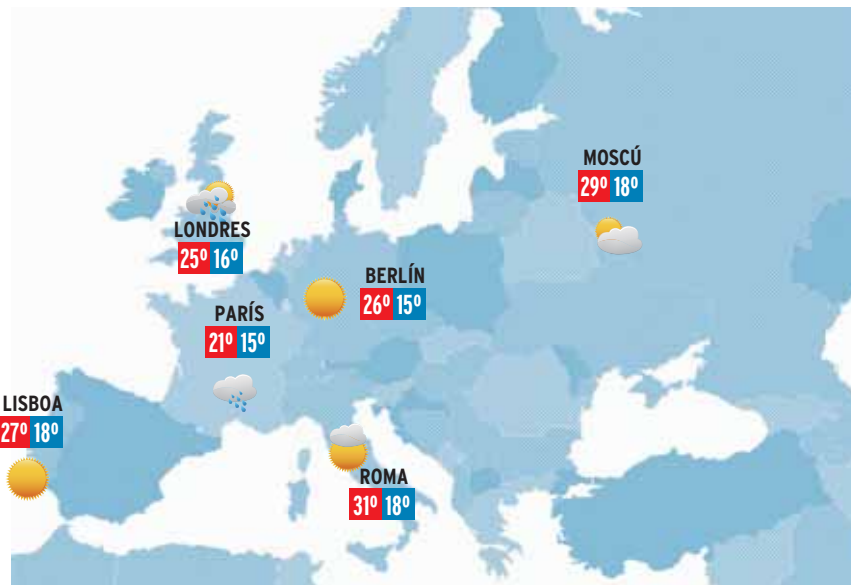 MOSCÚ
29º 18º
LONDRES
25º 16º
BERLÍN
26º 15º
PARÍS
21º 15º
LISBOA
27º 18º
ROMA
31º 18º